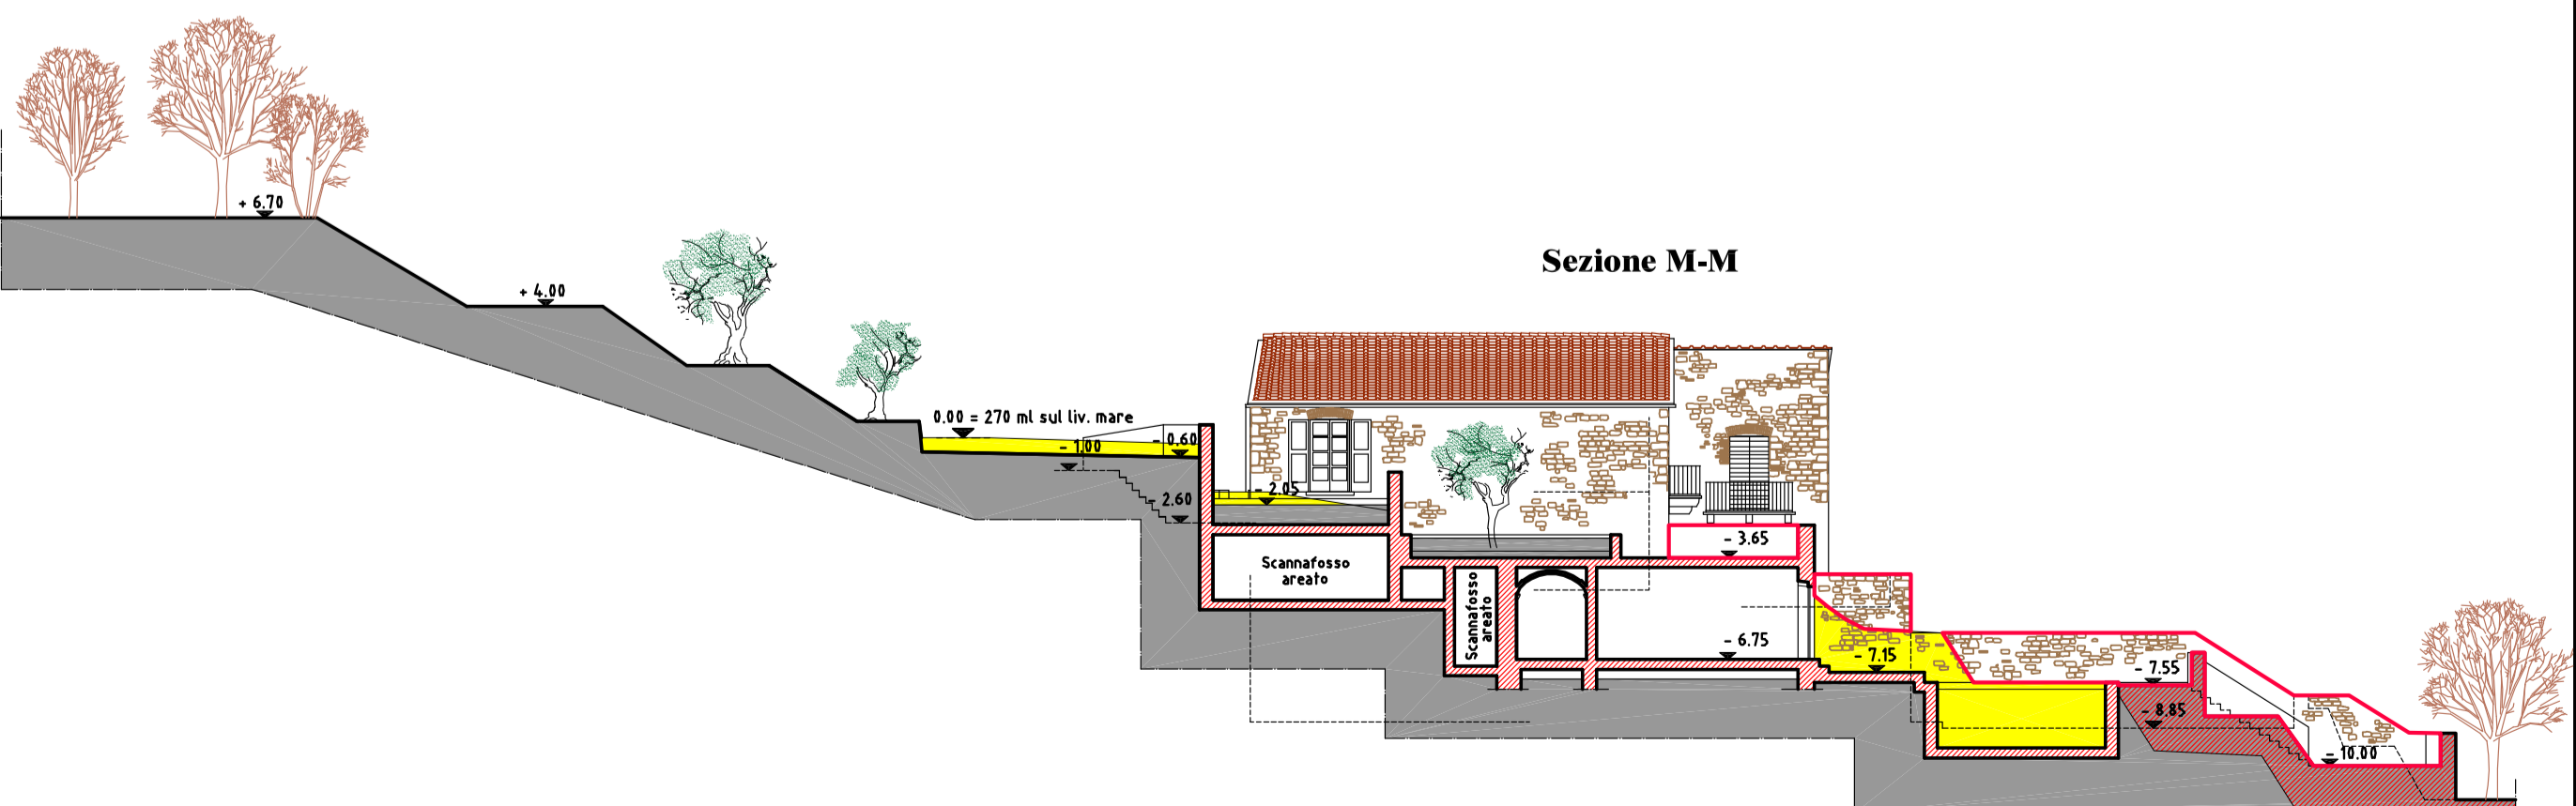 + 6.70
+ 4.00
Sezione M-M
0.00 = 270 ml sul liv. mare
- 1.00
- 0.60
- 2.60
- 2.05
- 3.65
Scannafosso
areato
Scannafosso
areato
- 6.75
- 7.15
- 7.55
- 8.85
- 10.00